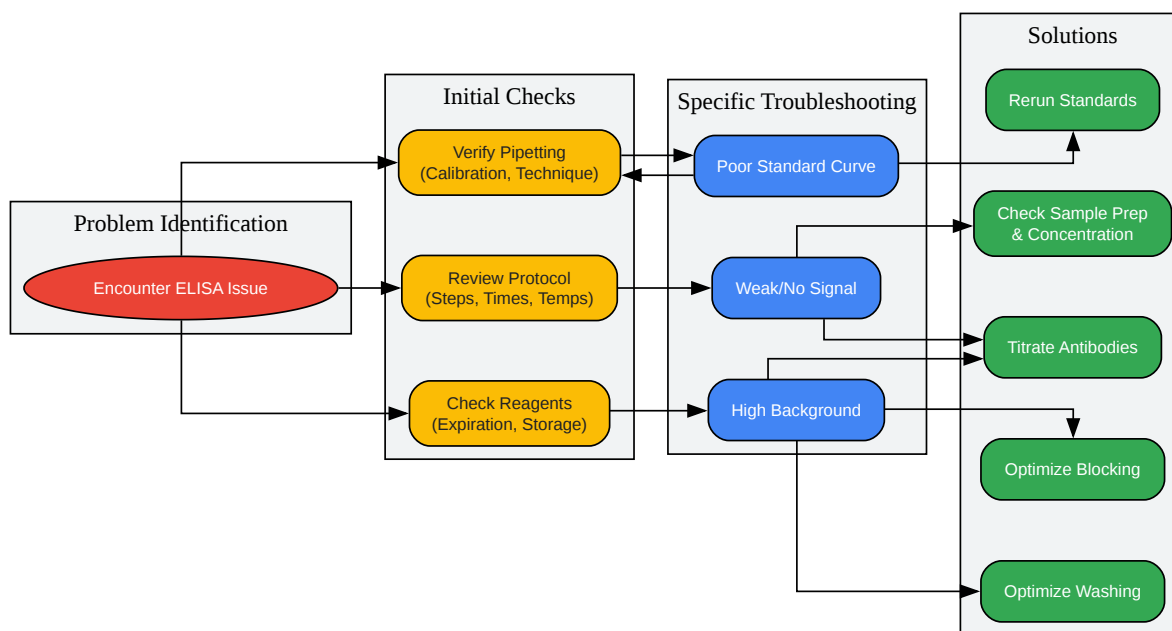 Problem Identification
Encounter ELISA Issue
Initial Checks
Verify Pipetting
(Calibration, Technique)
Review Protocol
(Steps, Times, Temps)
Check Reagents
(Expiration, Storage)
Specific Troubleshooting
Poor Standard Curve
Weak/No Signal
High Background
Solutions
Rerun Standards
Check Sample Prep
& Concentration
Titrate Antibodies
Optimize Blocking
Optimize Washing